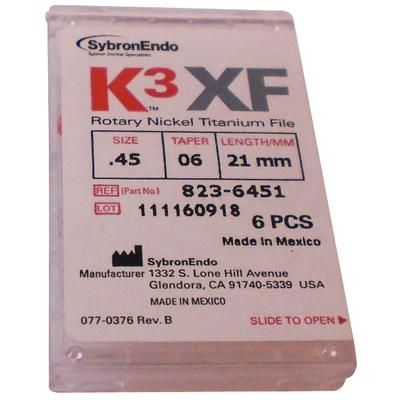 SybronEndo
Sybron Dental Specialties
K3 XF
TM
Rotary Nickel Titanium File
SIZE TAPER LENGTH/MM
.45 06 21 mm
REF (Part No.) 823-6451
LOT 111160918
6 PCS
Made In Mexico
SybronEndo
Manufacturer 1332 S. Lone Hill Avenue
Glendora, CA 91740-5339 USA
MADE IN MEXICO
077-0376 Rev. B SLIDE TO OPEN